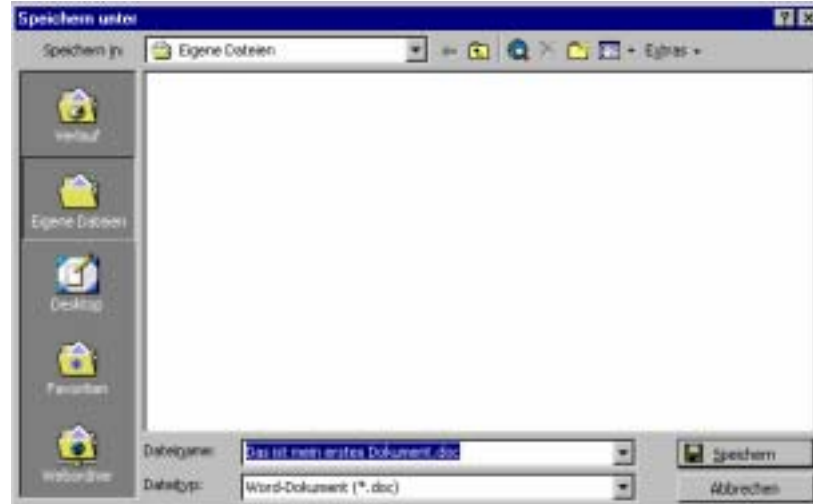 Speichern unter
Speichern in: Eigene Dateien Extras
Verlauf
Eigene Dateien
Desktop
Favoriten
Webordner
Dateiname: Das ist mein erstes Dokument.doc Speichern
Dateityp: Word-Dokument (*.doc) Abbrechen